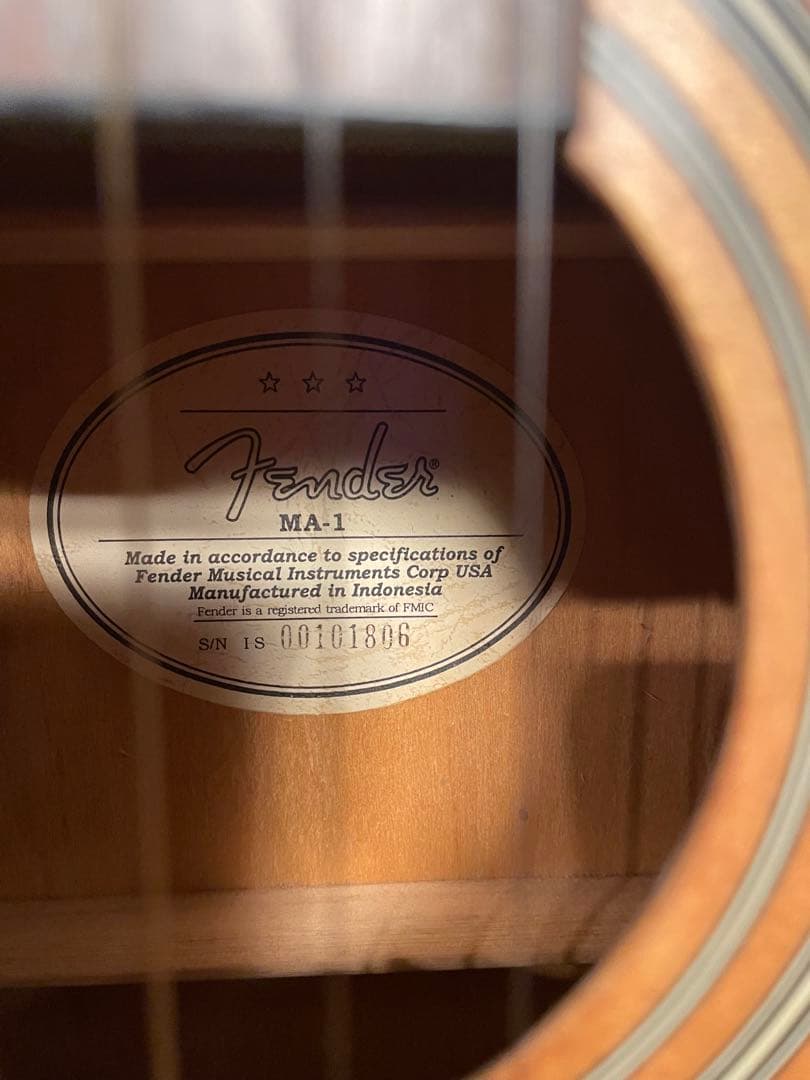 Fender®
MA-1
Made in accordance to specifications of
Fender Musical Instruments Corp USA
Manufactured in Indonesia
Fender is a registered trademark of FMIC
S/N IS 00101806